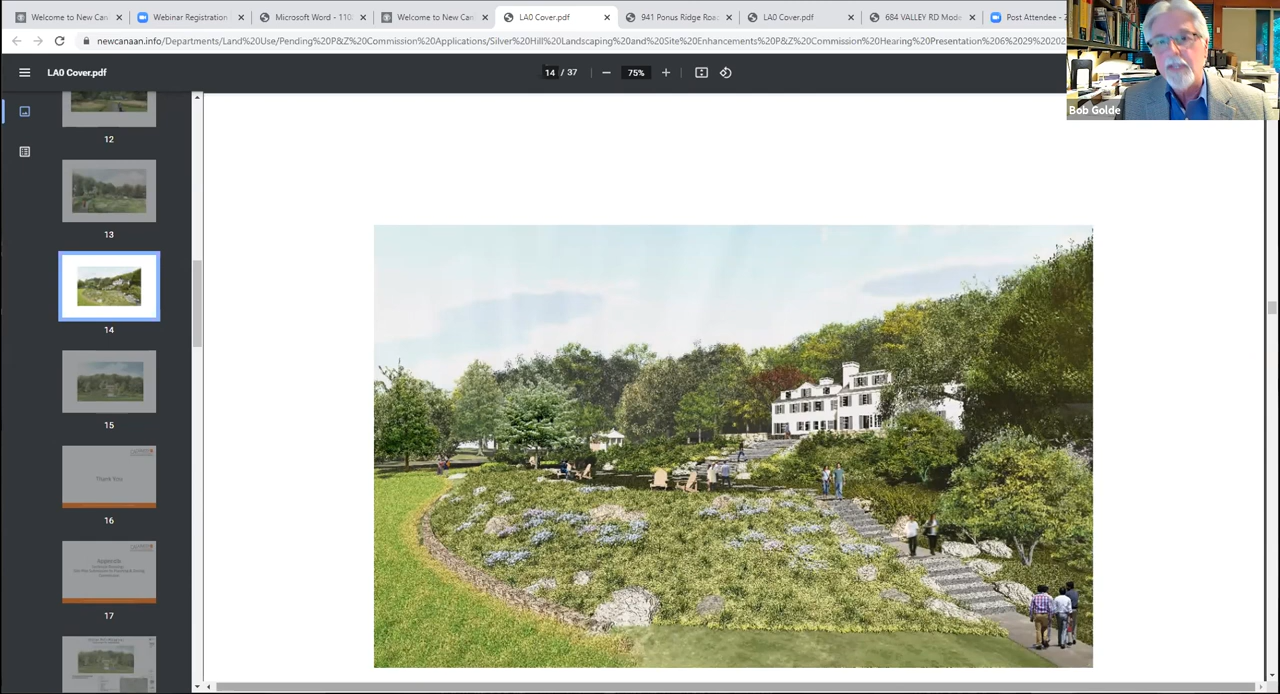 Welcome to New Can
Webinar Registration
Microsoft Word - 110
Welcome to New Can
LA0 Cover.pdf
941 Ponus Ridge Roa
LA0 Cover.pdf
684 VALLEY RD Mode
Post Attendee - Z
newcanaan.info/Departments/Land%20Use/Pending%20P&Z%20Commission%20Applications/Silver%20Hill%20Landscaping%20and%20Site%20Enhancements%20P&Z%20Commission%20Hearing%20Presentation%206%2029%20202
LA0 Cover.pdf
14 / 37
75%
Bob Golde
12
13
14
15
Thank You
16
Appendix
17